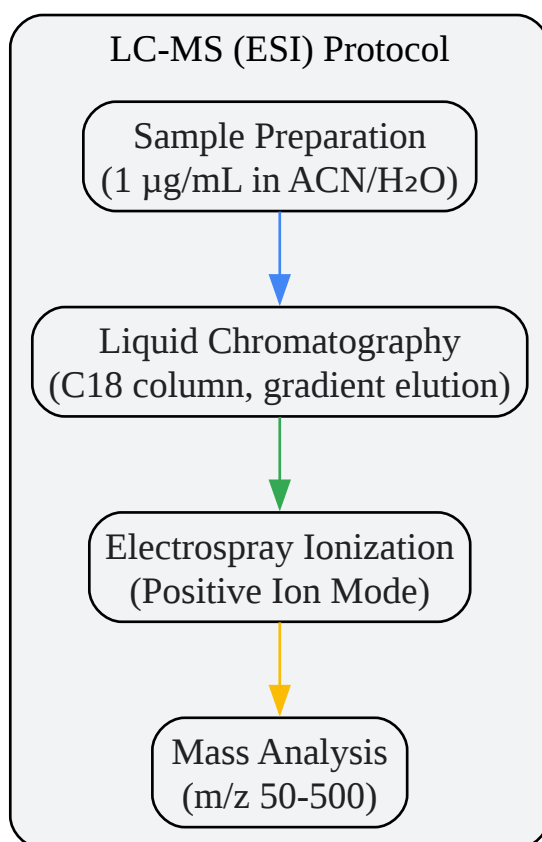 LC-MS (ESI) Protocol
Sample Preparation
(1 µg/mL in ACN/H₂O)
Liquid Chromatography
(C18 column, gradient elution)
Electrospray Ionization
(Positive Ion Mode)
Mass Analysis
(m/z 50-500)